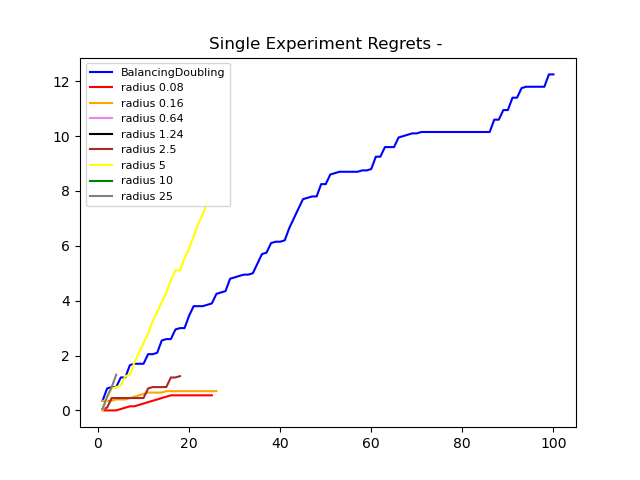 Single Experiment Regrets -
BalancingDoubling
radius 0.08
radius 0.16
radius 0.64
radius 1.24
radius 2.5
radius 5
radius 10
radius 25
12
10
8
6
4
2
0
0 20 40 60 80 100